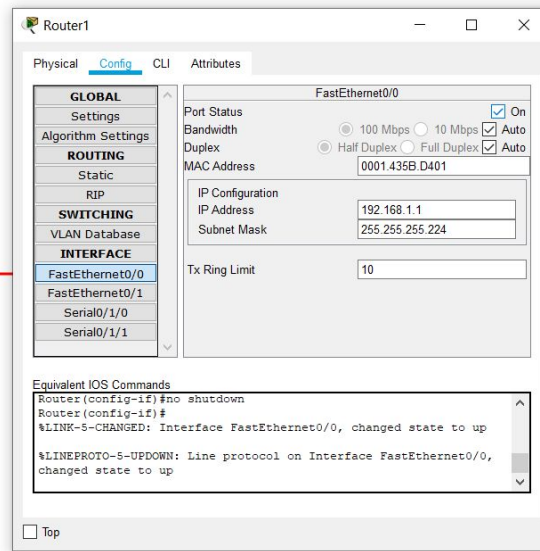 Router1
Physical Config CLI Attributes
GLOBAL
Settings
Algorithm Settings
ROUTING
Static
RIP
SWITCHING
VLAN Database
INTERFACE
FastEthernet0/0
FastEthernet0/1
Serial0/1/0
Serial0/1/1
FastEthernet0/0
Port Status On
Bandwidth 100 Mbps 10 Mbps Auto
Duplex Half Duplex Full Duplex Auto
MAC Address 0001.435B.D401
IP Configuration
IP Address 192.168.1.1
Subnet Mask 255.255.255.224
Tx Ring Limit 10
Equivalent IOS Commands
Router(config-if)#no shutdown
Router(config-if)#
%LINK-5-CHANGED: Interface FastEthernet0/0, changed state to up
%LINEPROTO-5-UPDOWN: Line protocol on Interface FastEthernet0/0,
changed state to up
Top